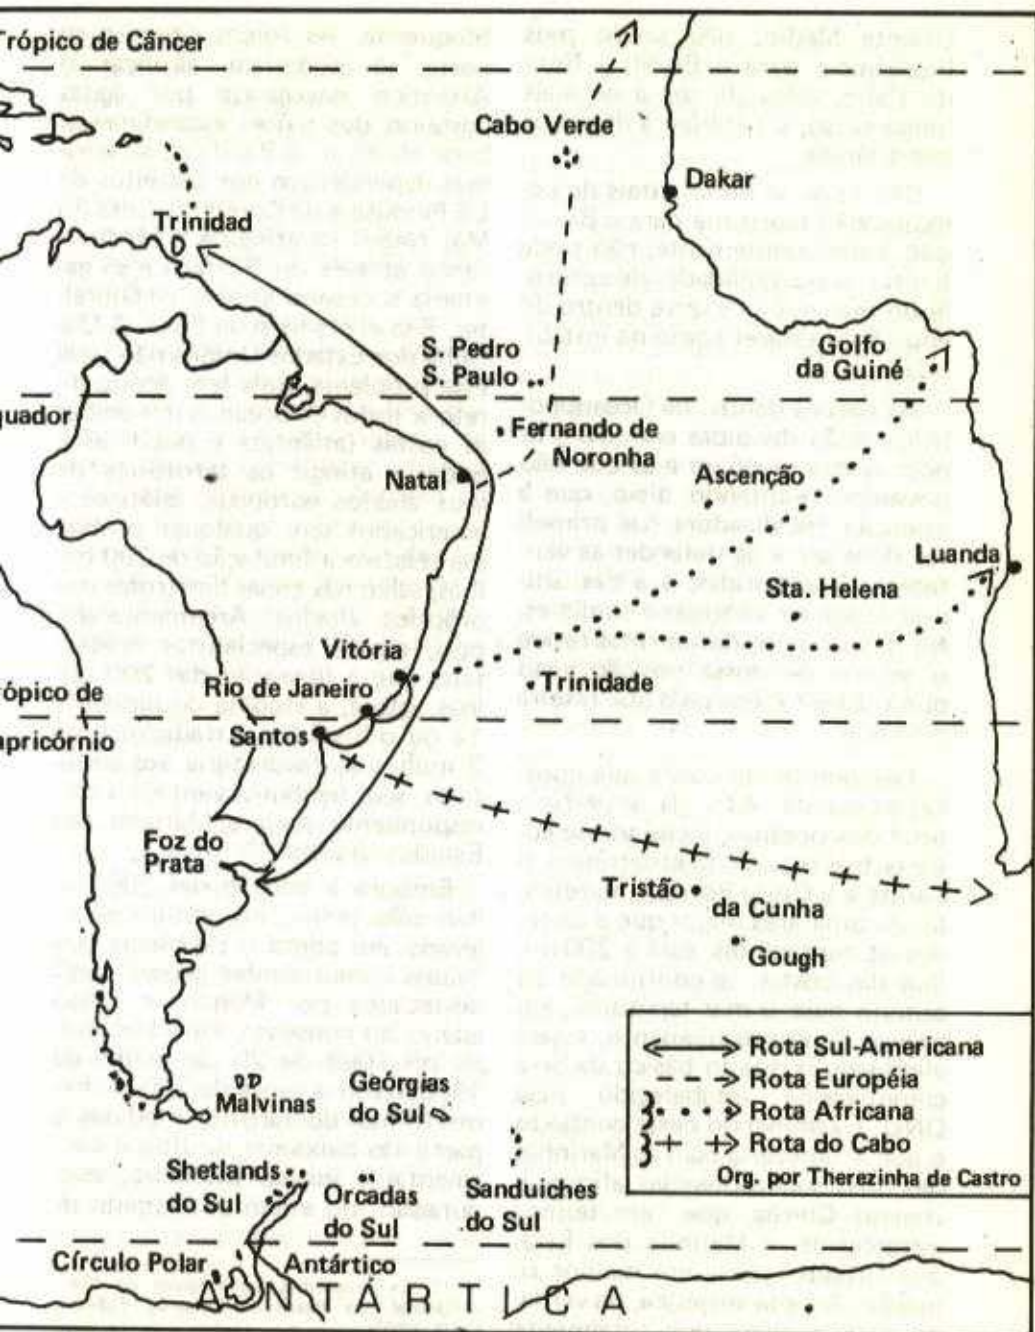 Trópico de Câncer
Cabo Verde
Dakar
Trinidad
S. Pedro
S. Paulo
Golfo
da Guiné
quador
Fernando de
Noronha
Natal
Ascenção
Luanda
Sta. Helena
Vitória
Rio de Janeiro
Trinidade
rópico de
apricórnio
Santos
Foz do
Prata
Tristão
da Cunha
Gough
Rota Sul-Americana
Rota Européia
Rota Africana
Rota do Cabo
Org. por Therezinha de Castro
Malvinas
Geórgias
do Sul
Shetlands
do Sul
Orcadas
do Sul
Sanduiches
do Sul
Círculo Polar
Antártico
ANTÁRTICA